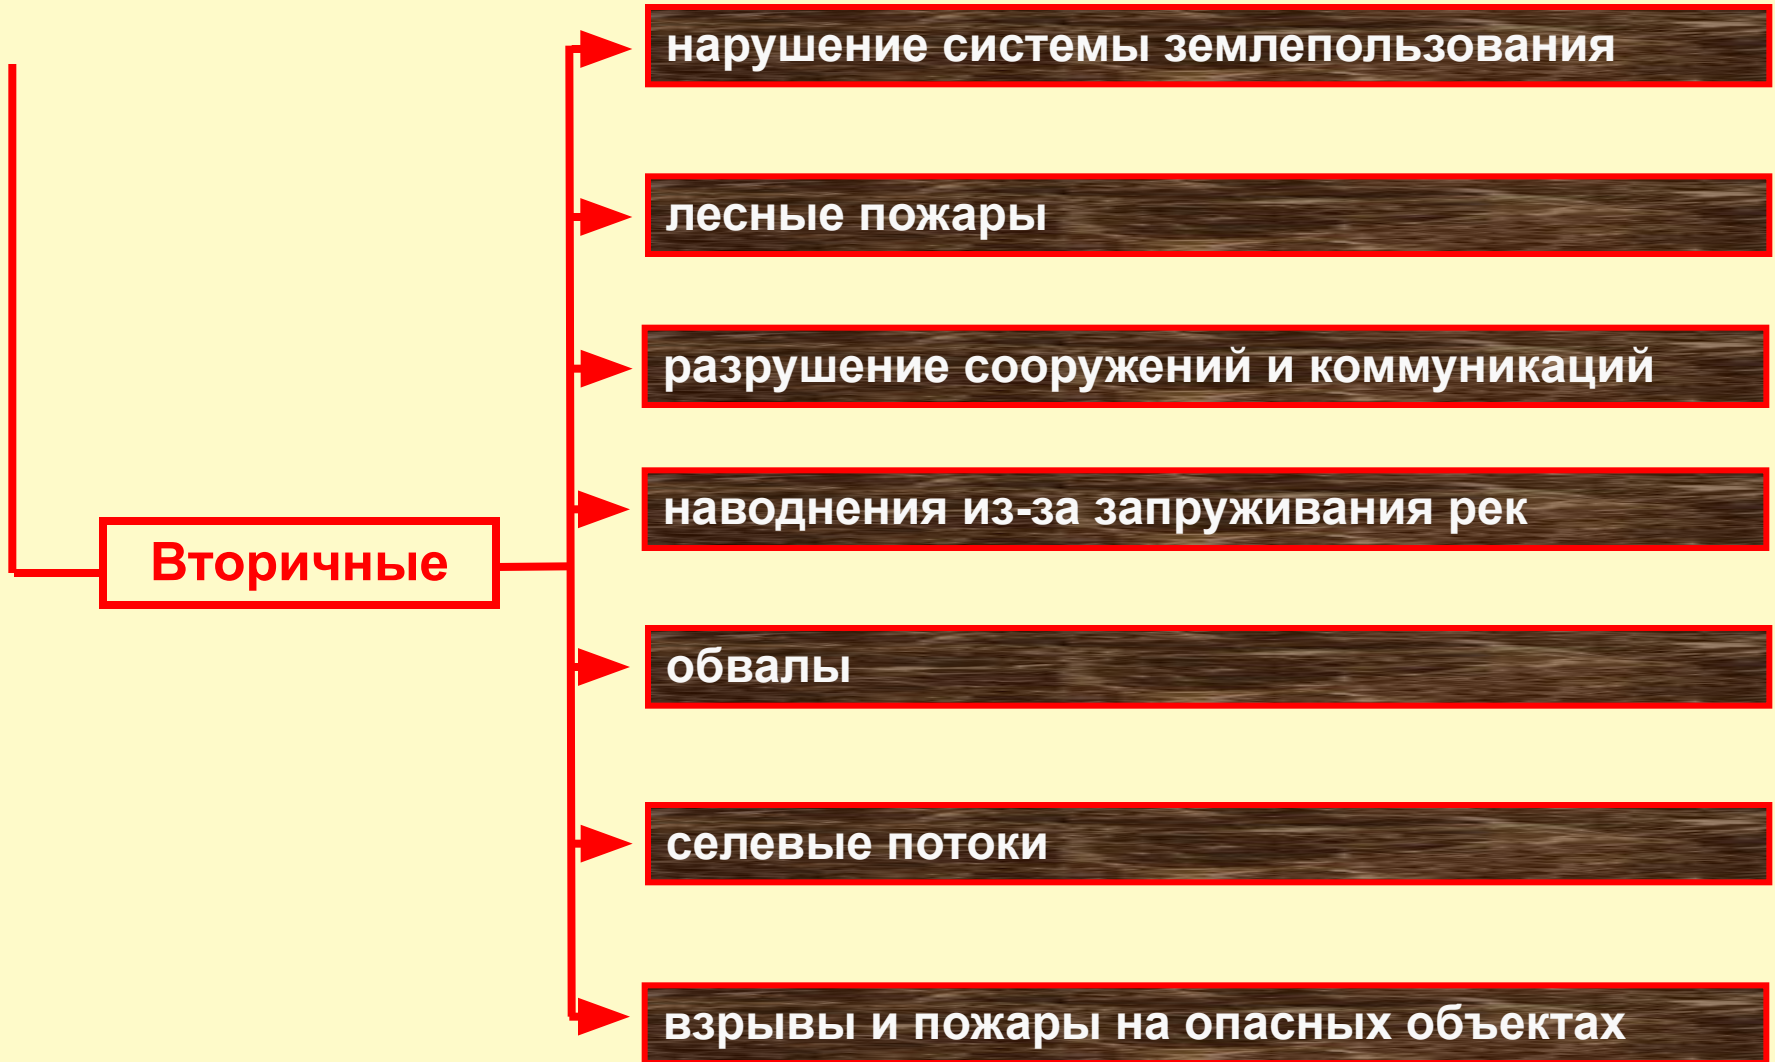 нарушение системы землепользования
лесные пожары
разрушение сооружений и коммуникаций
наводнения из-за запруживания рек
Вторичные
обвалы
селевые потоки
взрывы и пожары на опасных объектах